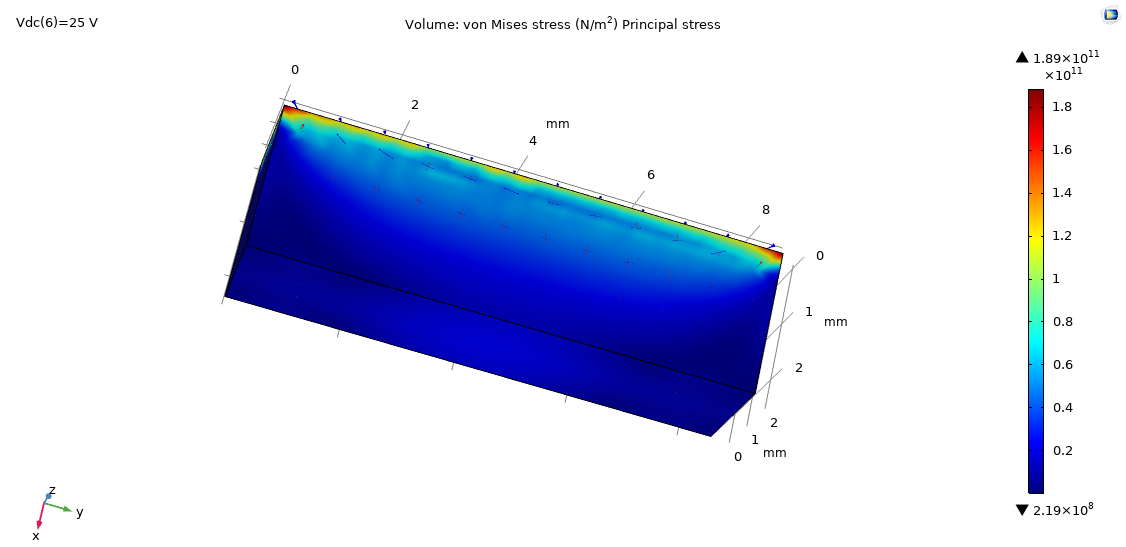 Vdc(6)=25 V
Volume: von Mises stress (N/m²) Principal stress
1.89×10¹¹
×10¹¹
1.8
1.6
1.4
1.2
1
0.8
0.6
0.4
0.2
2.19×10⁸
0
2
mm
4
6
8
0
1
mm
2
2
1
mm
0
z
y
x